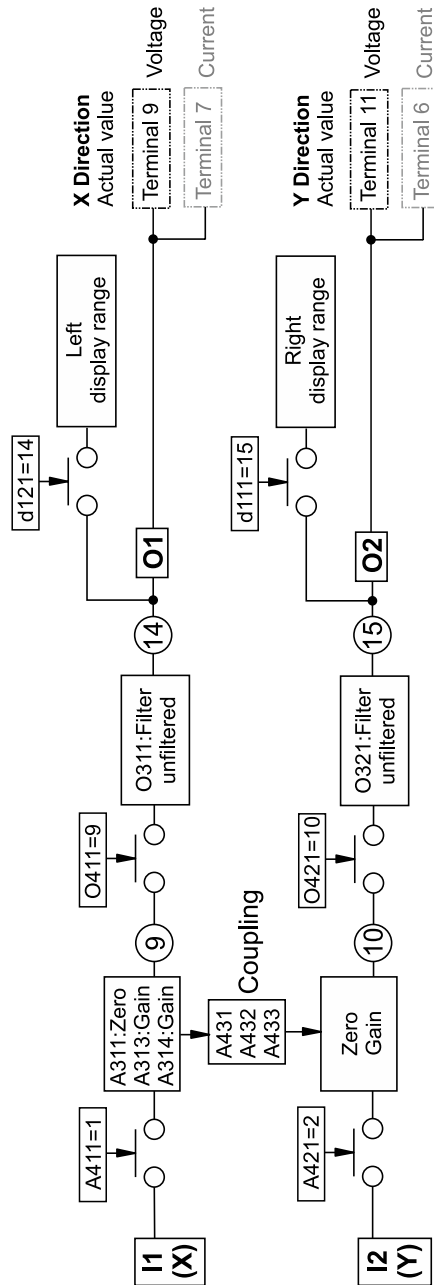 I1
(X)
A411=1
A311:Zero
A313:Gain
A314:Gain
9
O411=9
O311:Filter
unfiltered
14
O1
d121=14
Left
display range
X Direction
Actual value
Terminal 9
Voltage
Terminal 7
Current
Coupling
A431
A432
A433
I2
(Y)
A421=2
Zero
Gain
10
O421=10
O321:Filter
unfiltered
15
O2
d111=15
Right
display range
Y Direction
Actual value
Terminal 11
Voltage
Terminal 6
Current